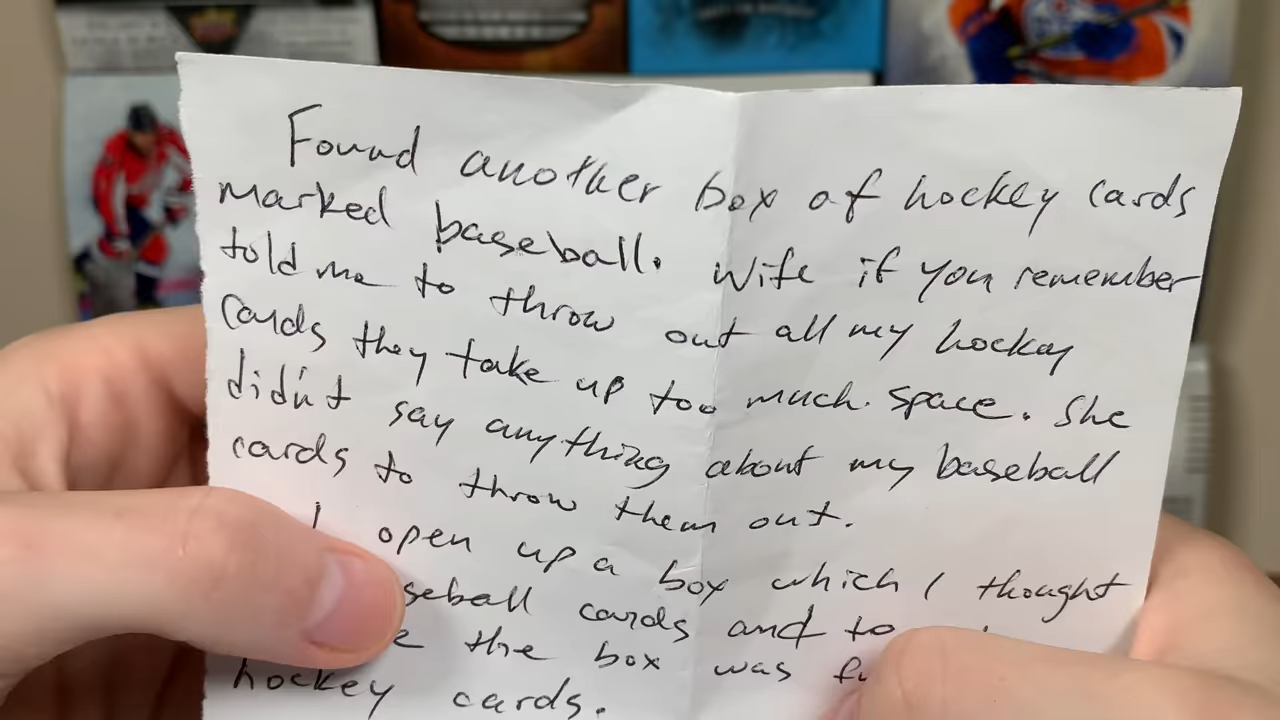 Found another box of hockey cards
marked baseball. Wife if you remember
told me to throw out all my hockey
cards they take up too much space. She
didn't say anything about my baseball
cards to throw them out.
I open up a box which I thought
seball cards and to
the box was
hockey cards.